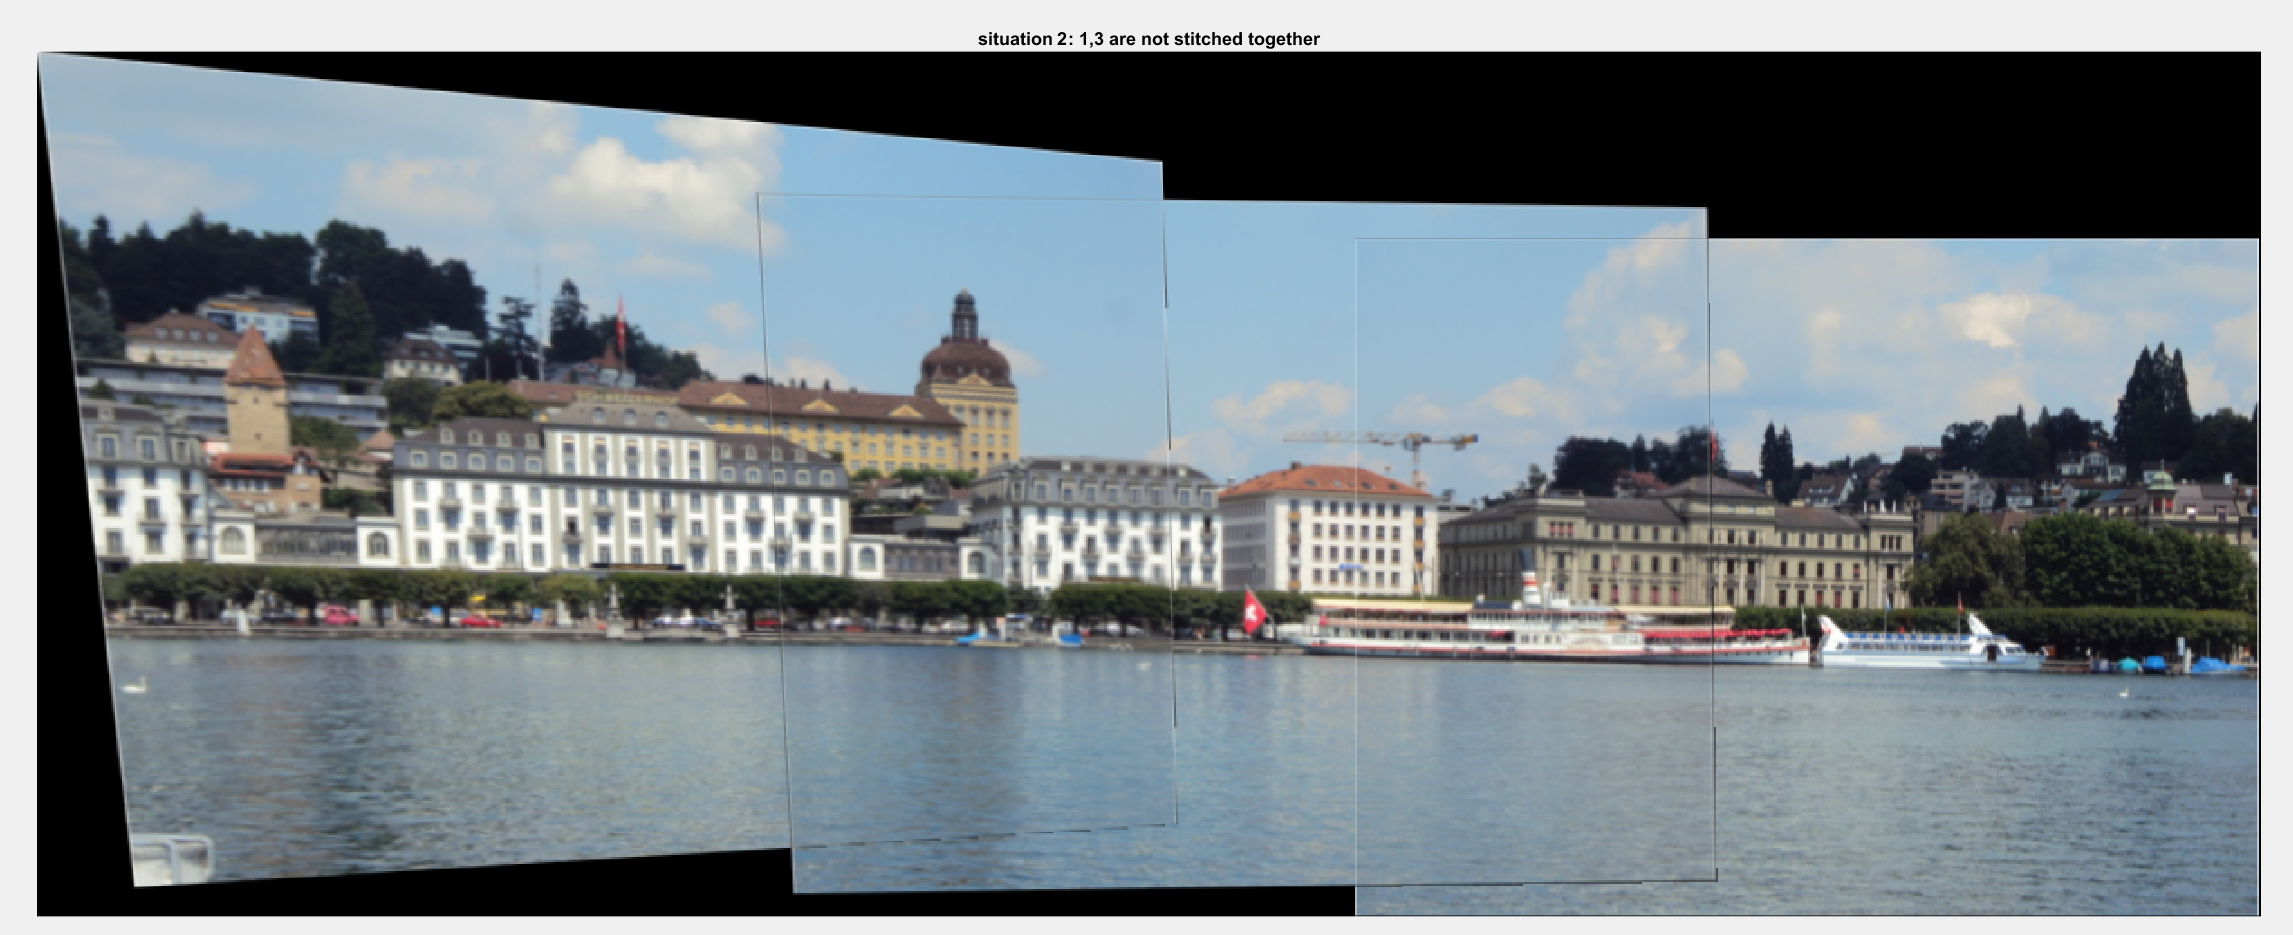 situation 2: 1,3 are not stitched together